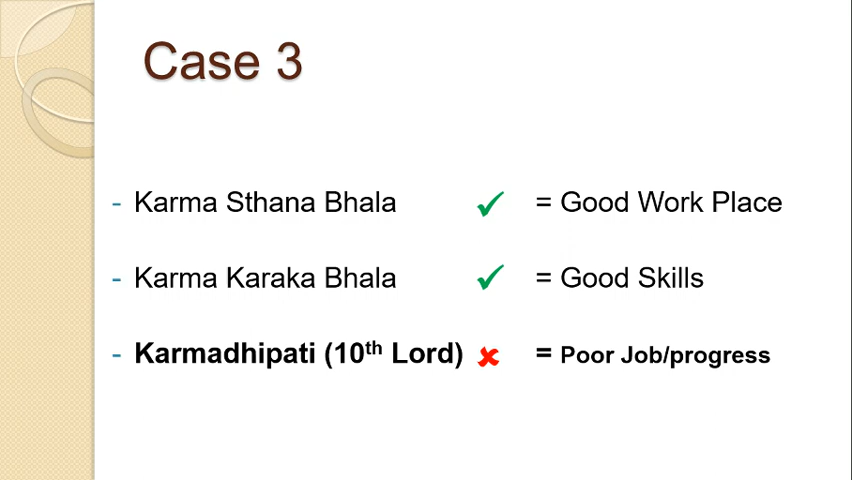 Case 3
- Karma Sthana Bhala ✓ = Good Work Place
- Karma Karaka Bhala ✓ = Good Skills
- Karmadhipati (10th Lord) ✘ = Poor Job/progress